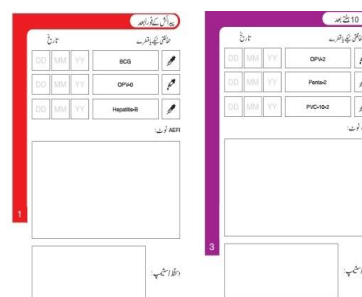 پیدائش کے فوراً بعد
حفاظتی ٹیکے یا قطرے تاریخ
DD MM YY BCG
DD MM YY OPV-0
DD MM YY Hepatitis-B
AEFI نوٹ:
1
دستخط / اسٹیمپ:
10 ہفتے بعد
حفاظتی ٹیکے یا قطرے تاریخ
DD MM YY OPV-2
DD MM YY Penta-2
DD MM YY PVC-10-2
نوٹ:
3
اسٹیمپ: